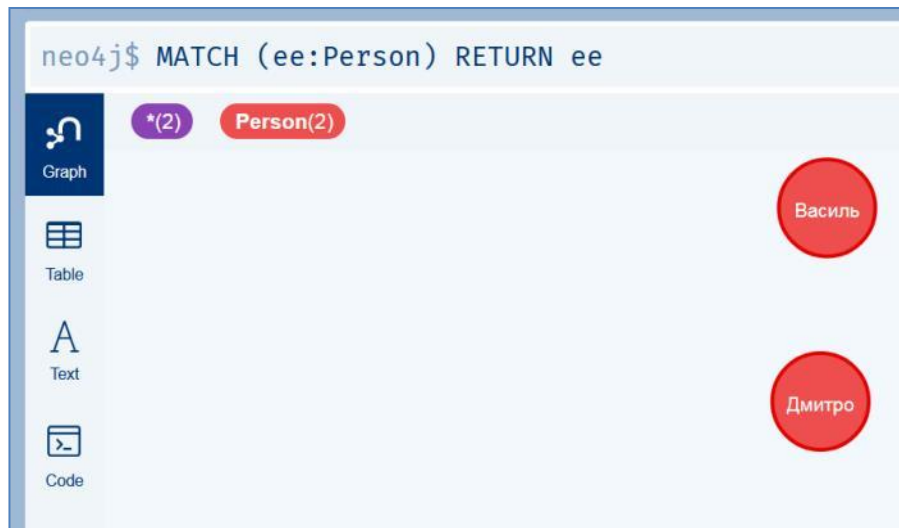 neo4j$ MATCH (ee:Person) RETURN ee
*(2) Person(2)
Graph
Василь
Table
Text
Дмитро
Code